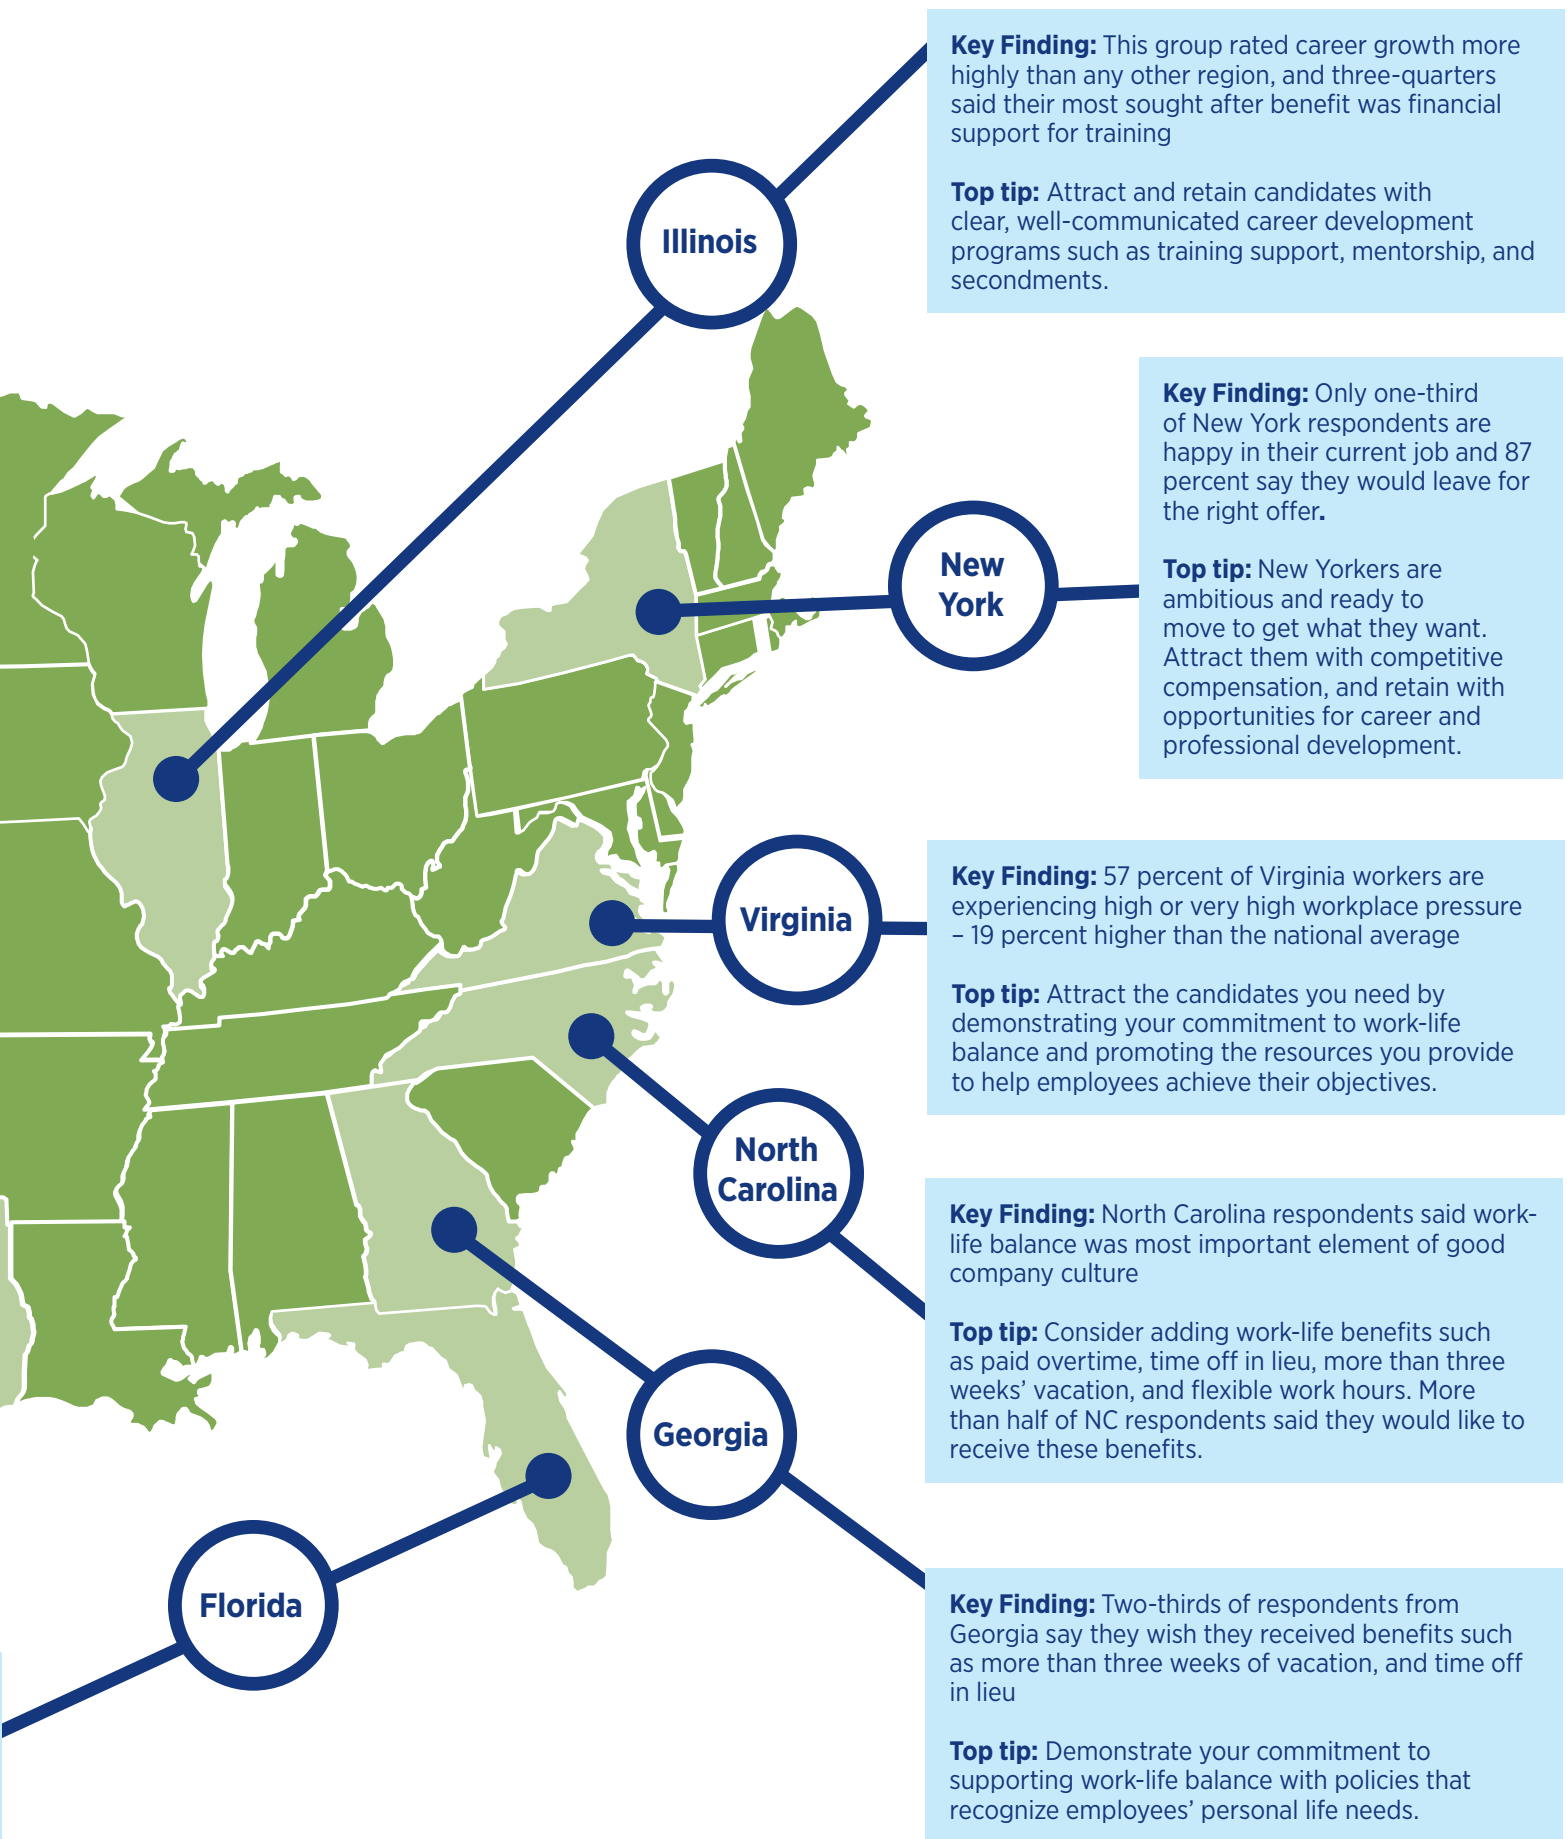 Key Finding: This group rated career growth more
highly than any other region, and three-quarters
said their most sought after benefit was financial
support for training
Top tip: Attract and retain candidates with
clear, well-communicated career development
programs such as training support, mentorship, and
secondments.
Illinois
Key Finding: Only one-third
of New York respondents are
happy in their current job and 87
percent say they would leave for
the right offer.
Top tip: New Yorkers are
ambitious and ready to
move to get what they want.
Attract them with competitive
compensation, and retain with
opportunities for career and
professional development.
New
York
Key Finding: 57 percent of Virginia workers are
experiencing high or very high workplace pressure
– 19 percent higher than the national average
Top tip: Attract the candidates you need by
demonstrating your commitment to work-life
balance and promoting the resources you provide
to help employees achieve their objectives.
Virginia
North
Carolina
Key Finding: North Carolina respondents said work-
life balance was most important element of good
company culture
Top tip: Consider adding work-life benefits such
as paid overtime, time off in lieu, more than three
weeks’ vacation, and flexible work hours. More
than half of NC respondents said they would like to
receive these benefits.
Georgia
Florida
Key Finding: Two-thirds of respondents from
Georgia say they wish they received benefits such
as more than three weeks of vacation, and time off
in lieu
Top tip: Demonstrate your commitment to
supporting work-life balance with policies that
recognize employees’ personal life needs.